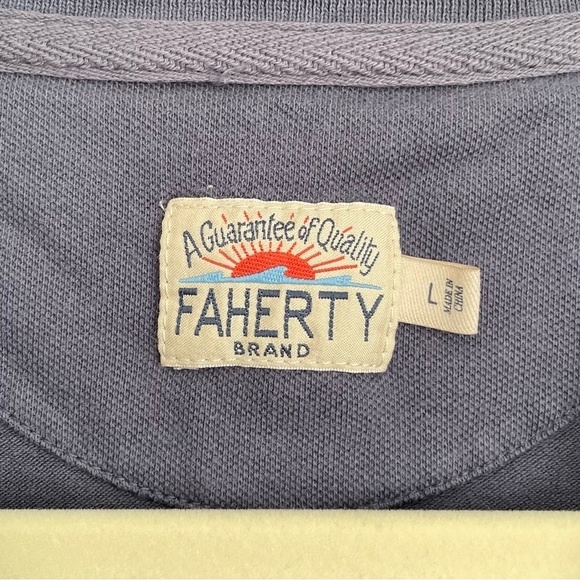 A Guarantee of Quality
FAHERTY
BRAND
L
MADE IN
CHINA